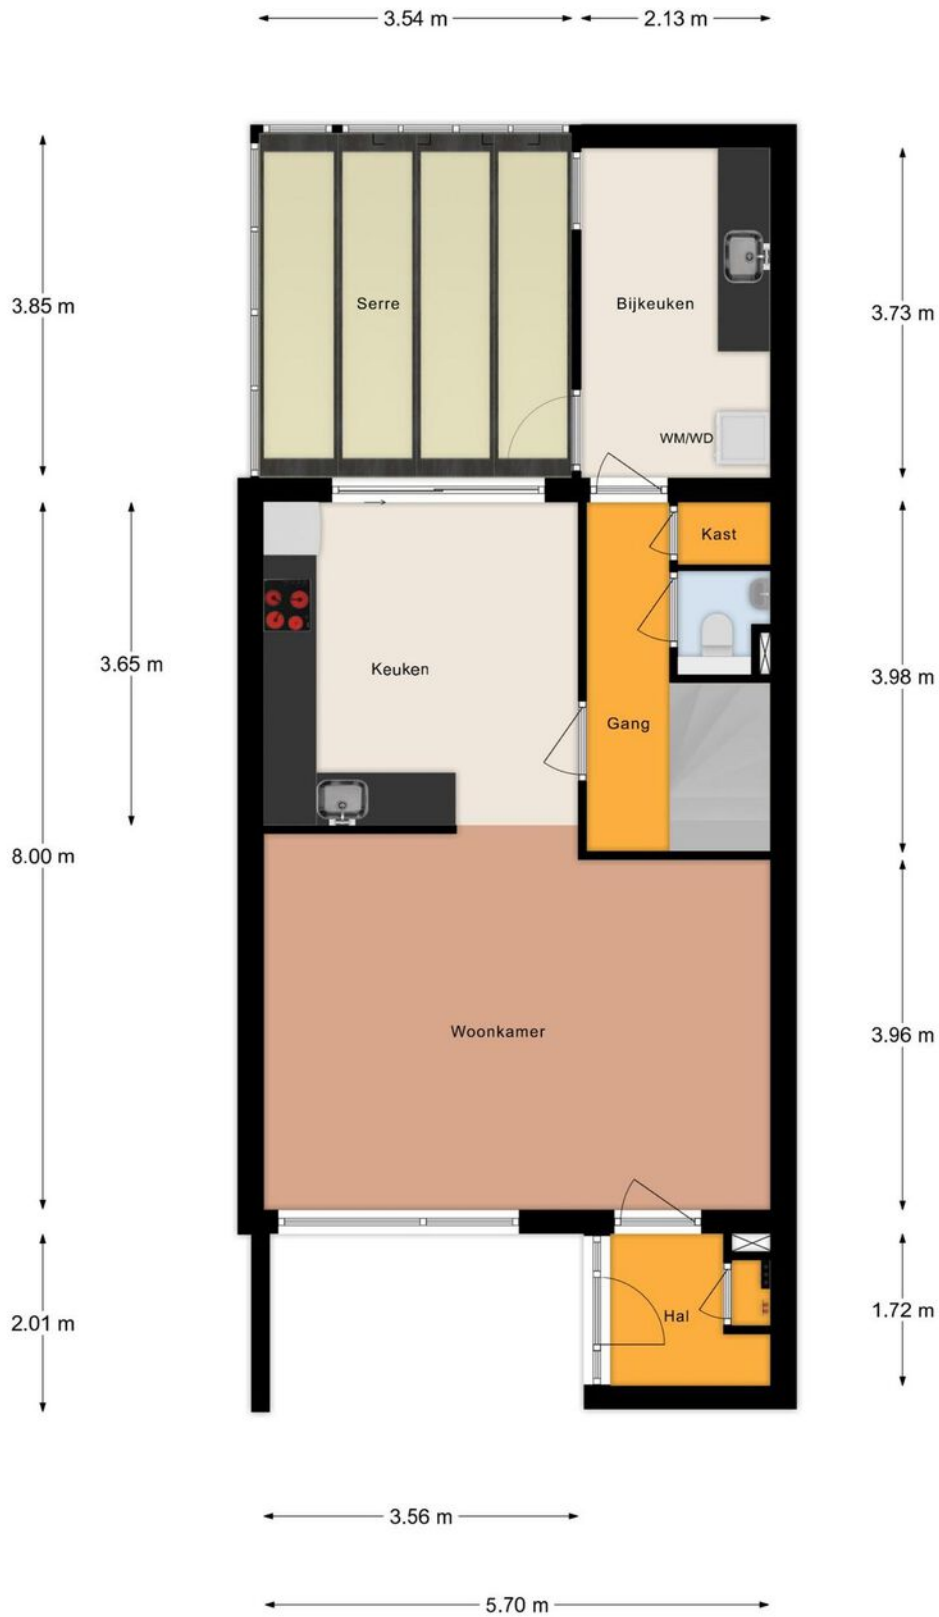 3.54 m
2.13 m
3.85 m
Serre
Bijkeuken
3.73 m
WM/WD
Kast
3.65 m
Keuken
3.98 m
Gang
8.00 m
Woonkamer
3.96 m
2.01 m
Hal
1.72 m
3.56 m
5.70 m